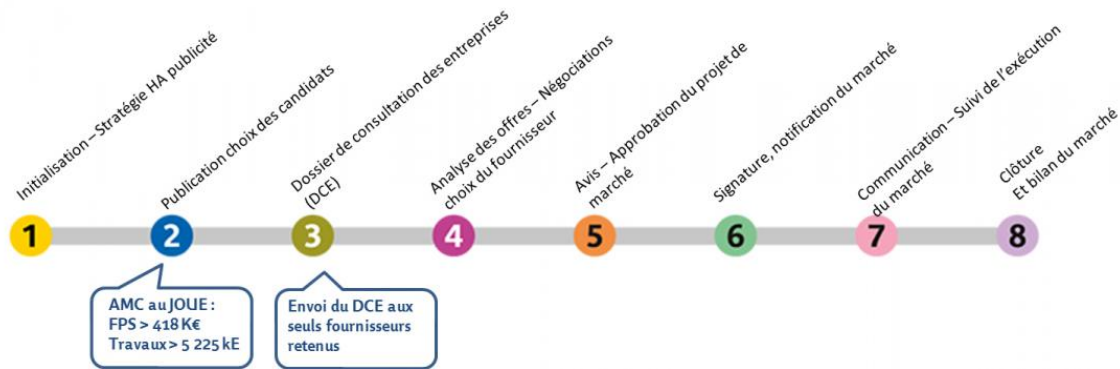 Initialisation – Stratégie HA publicité
Publication choix des candidats
Dossier de consultation des entreprises
(DCE)
Analyse des offres – Négociations
choix du fournisseur
Avis – Approbation du projet de
marché
Signature, notification du marché
Communication – Suivi de l'exécution
du marché
Clôture
Et bilan du marché
1
2
3
4
5
6
7
8
AMC au JOUE :
FPS > 418 K€
Travaux > 5 225 kE
Envoi du DCE aux
seuls fournisseurs
retenus